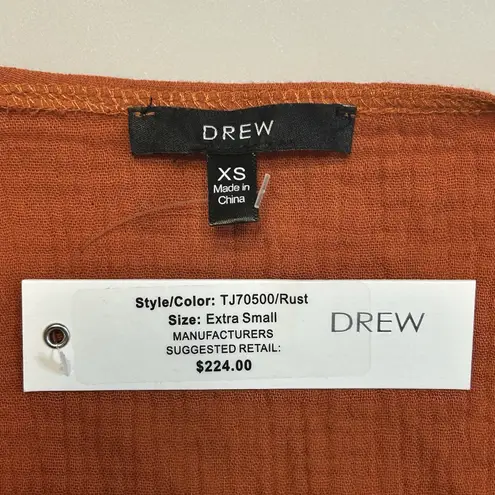 DREW
XS
Made in
China
Style/Color: TJ70500/Rust
Size: Extra Small
MANUFACTURERS
SUGGESTED RETAIL:
$224.00
DREW